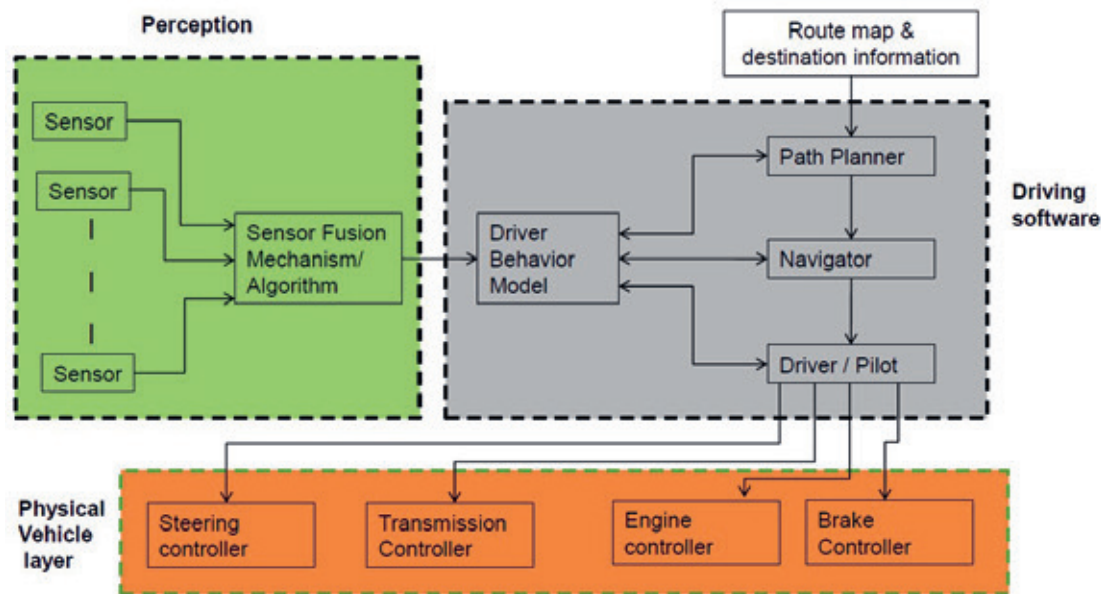 Perception
Route map &
destination information
Sensor
Sensor
Sensor
Sensor Fusion
Mechanism/
Algorithm
Driver
Behavior
Model
Path Planner
Navigator
Driver / Pilot
Driving
software
Physical
Vehicle
layer
Steering
controller
Transmission
Controller
Engine
controller
Brake
Controller